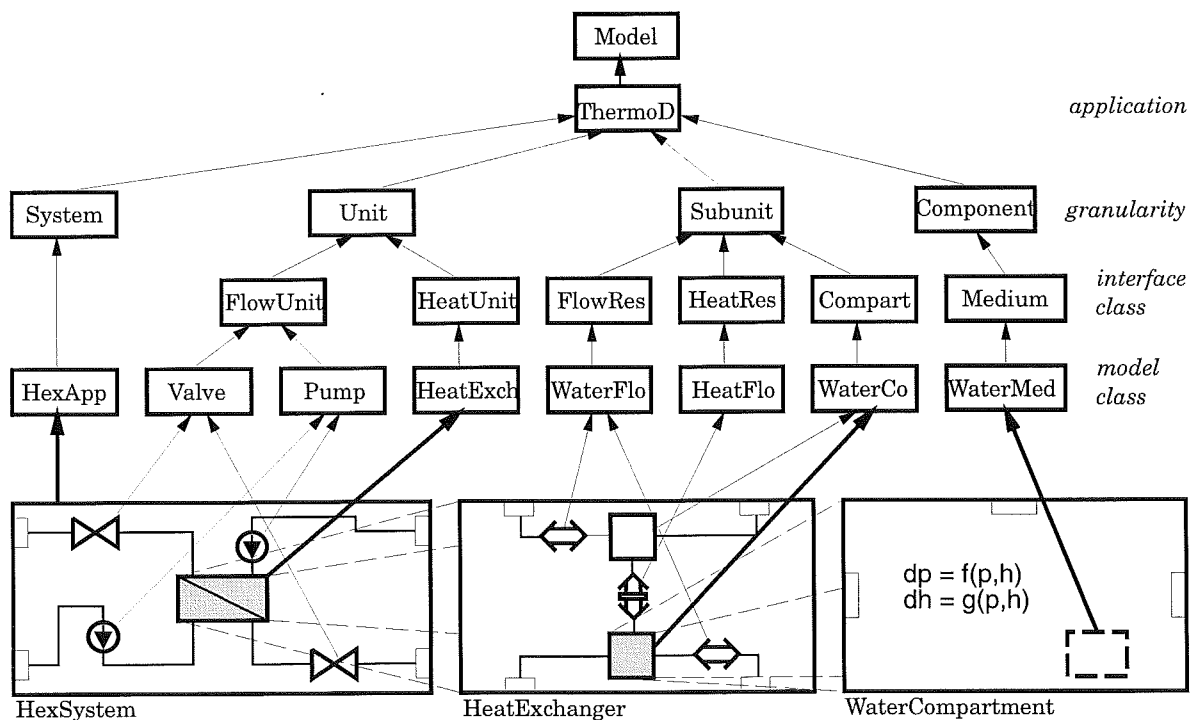 Model
ThermoD
application
System
Unit
Subunit
Component
granularity
FlowUnit
HeatUnit
FlowRes
HeatRes
Compart
Medium
interface
class
HexApp
Valve
Pump
HeatExch
WaterFlo
HeatFlo
WaterCo
WaterMed
model
class
dp = f(p,h)
dh = g(p,h)
HexSystem
HeatExchanger
WaterCompartment